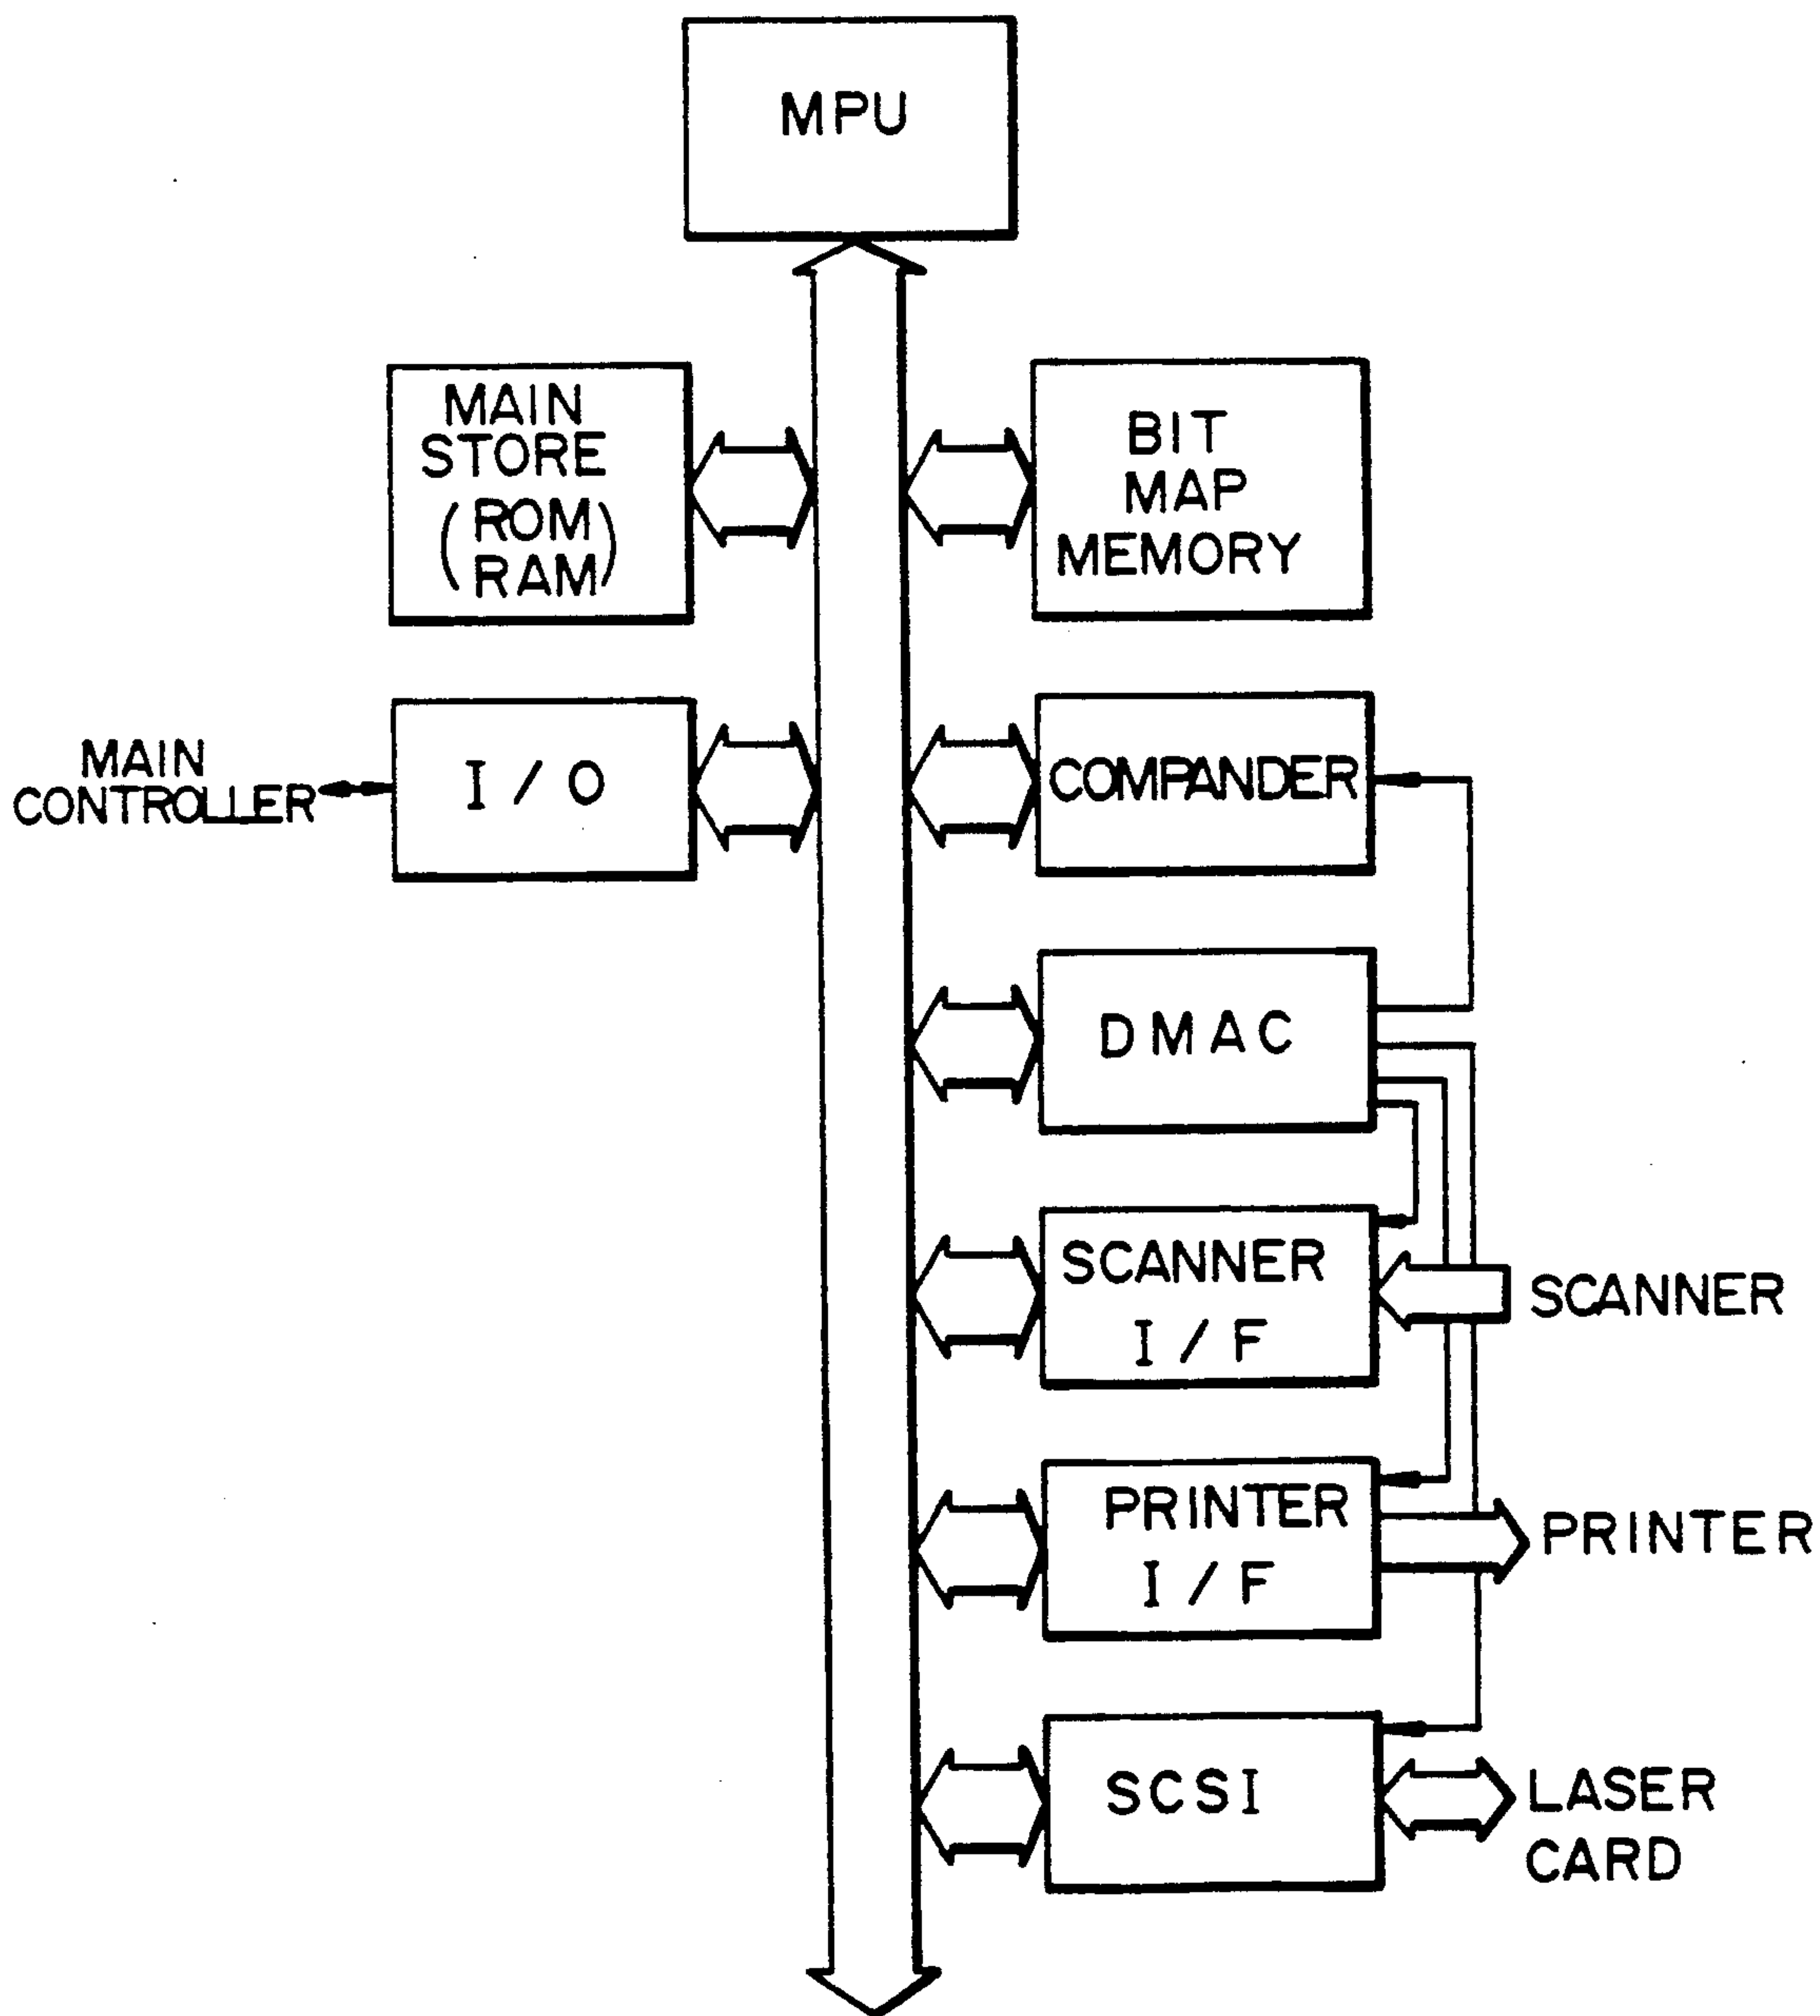 MPU
MAIN
STORE
(ROM
RAM)
BIT
MAP
MEMORY
MAIN
CONTROLLER
I/O
COMPANDER
DMAC
SCANNER
I/F
SCANNER
PRINTER
I/F
PRINTER
SCSI
LASER
CARD